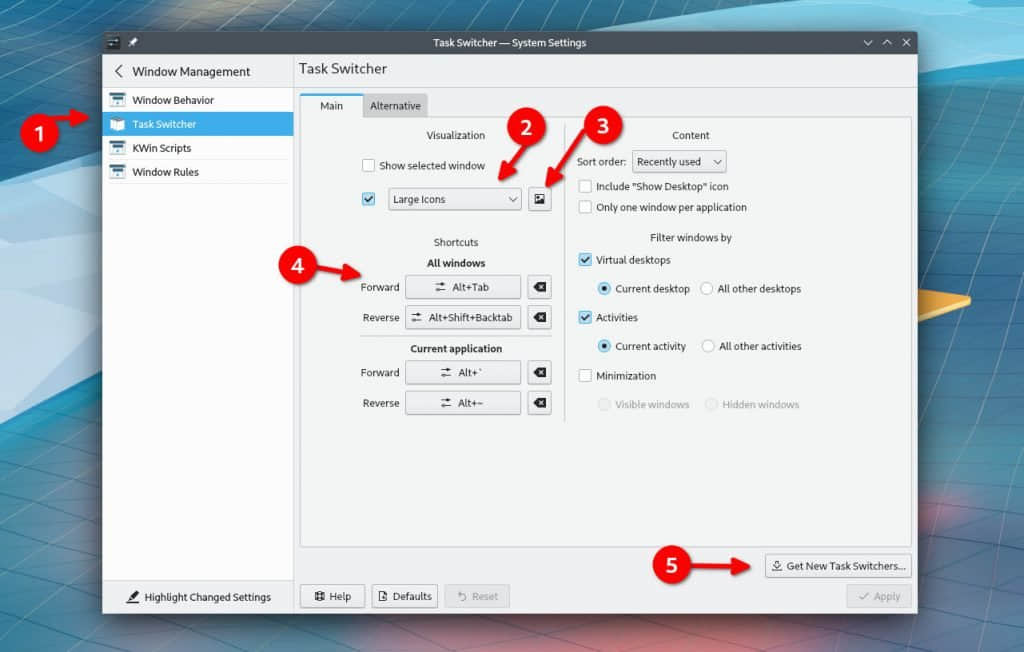 Task Switcher — System Settings
Window Management
Task Switcher
Window Behavior
Task Switcher
KWin Scripts
Window Rules
1
Main
Alternative
Visualization
Show selected window
2
3
Large Icons
Shortcuts
All windows
4
Forward
Alt+Tab
Reverse
Alt+Shift+Backtab
Current application
Forward
Alt+`
Reverse
Alt+~
Content
Sort order:
Recently used
Include "Show Desktop" icon
Only one window per application
Filter windows by
Virtual desktops
Current desktop
All other desktops
Activities
Current activity
All other activities
Minimization
Visible windows
Hidden windows
5
Get New Task Switchers...
Highlight Changed Settings
Help
Defaults
Reset
Apply